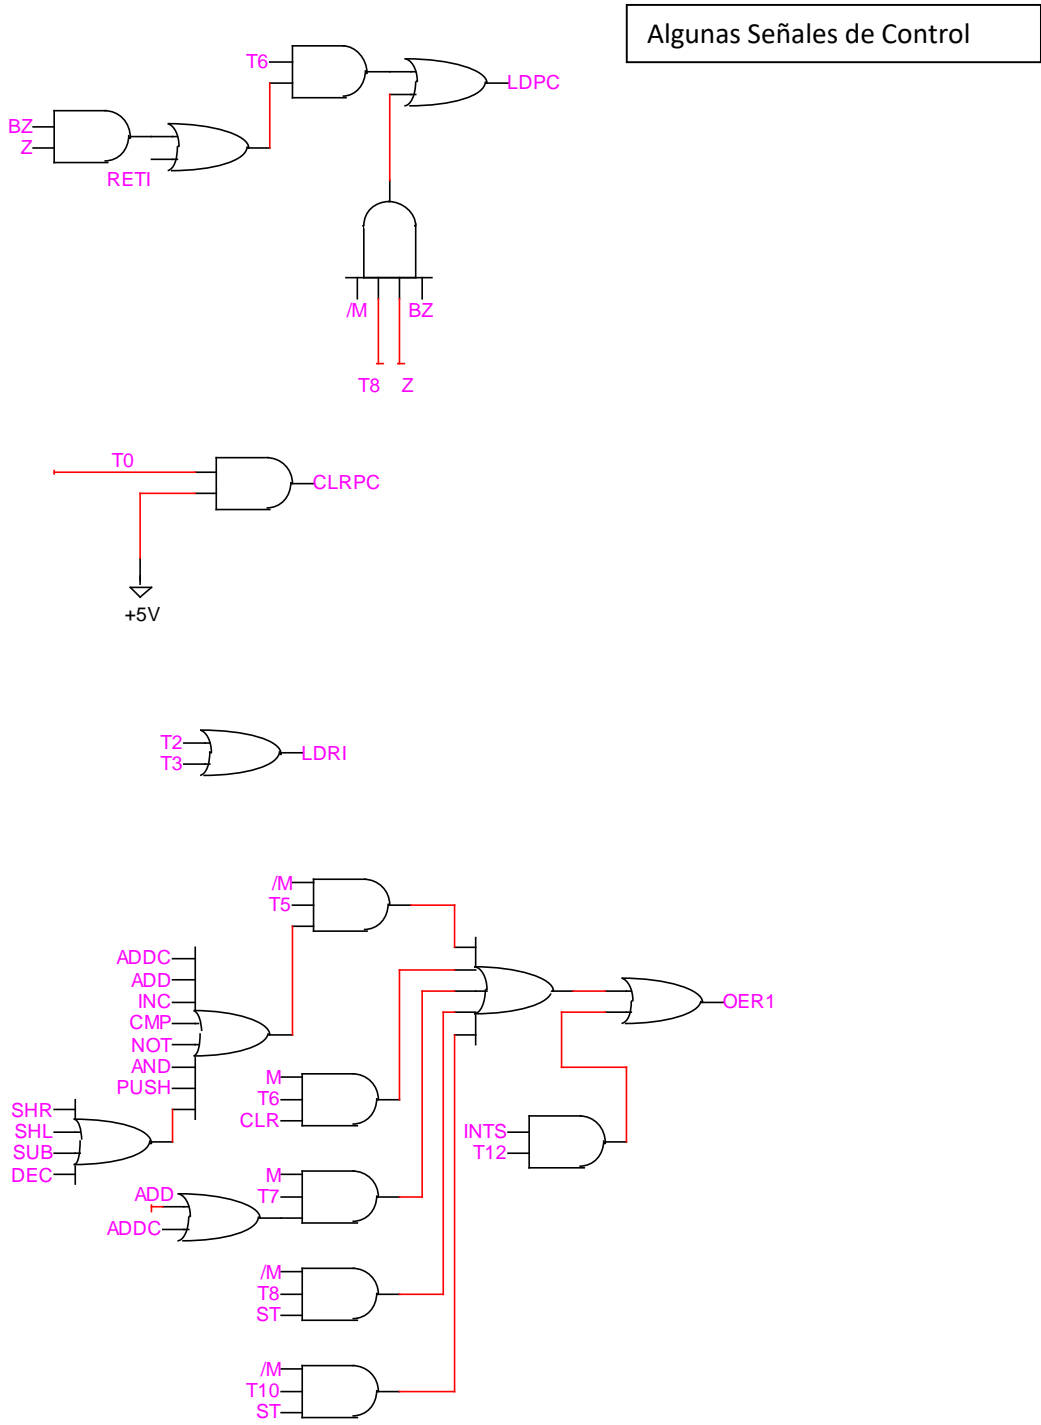 Algunas Señales de Control
T6
LDPC
BZ
Z
RETI
/M
BZ
T8
Z
T0
CLRPC
+5V
T2
LDRI
T3
/M
T5
ADDC
ADD
INC
CMP
NOT
AND
PUSH
OER1
SHR
SHL
SUB
DEC
M
T6
CLR
INTS
T12
M
T7
ADD
ADDC
/M
T8
ST
/M
T10
ST